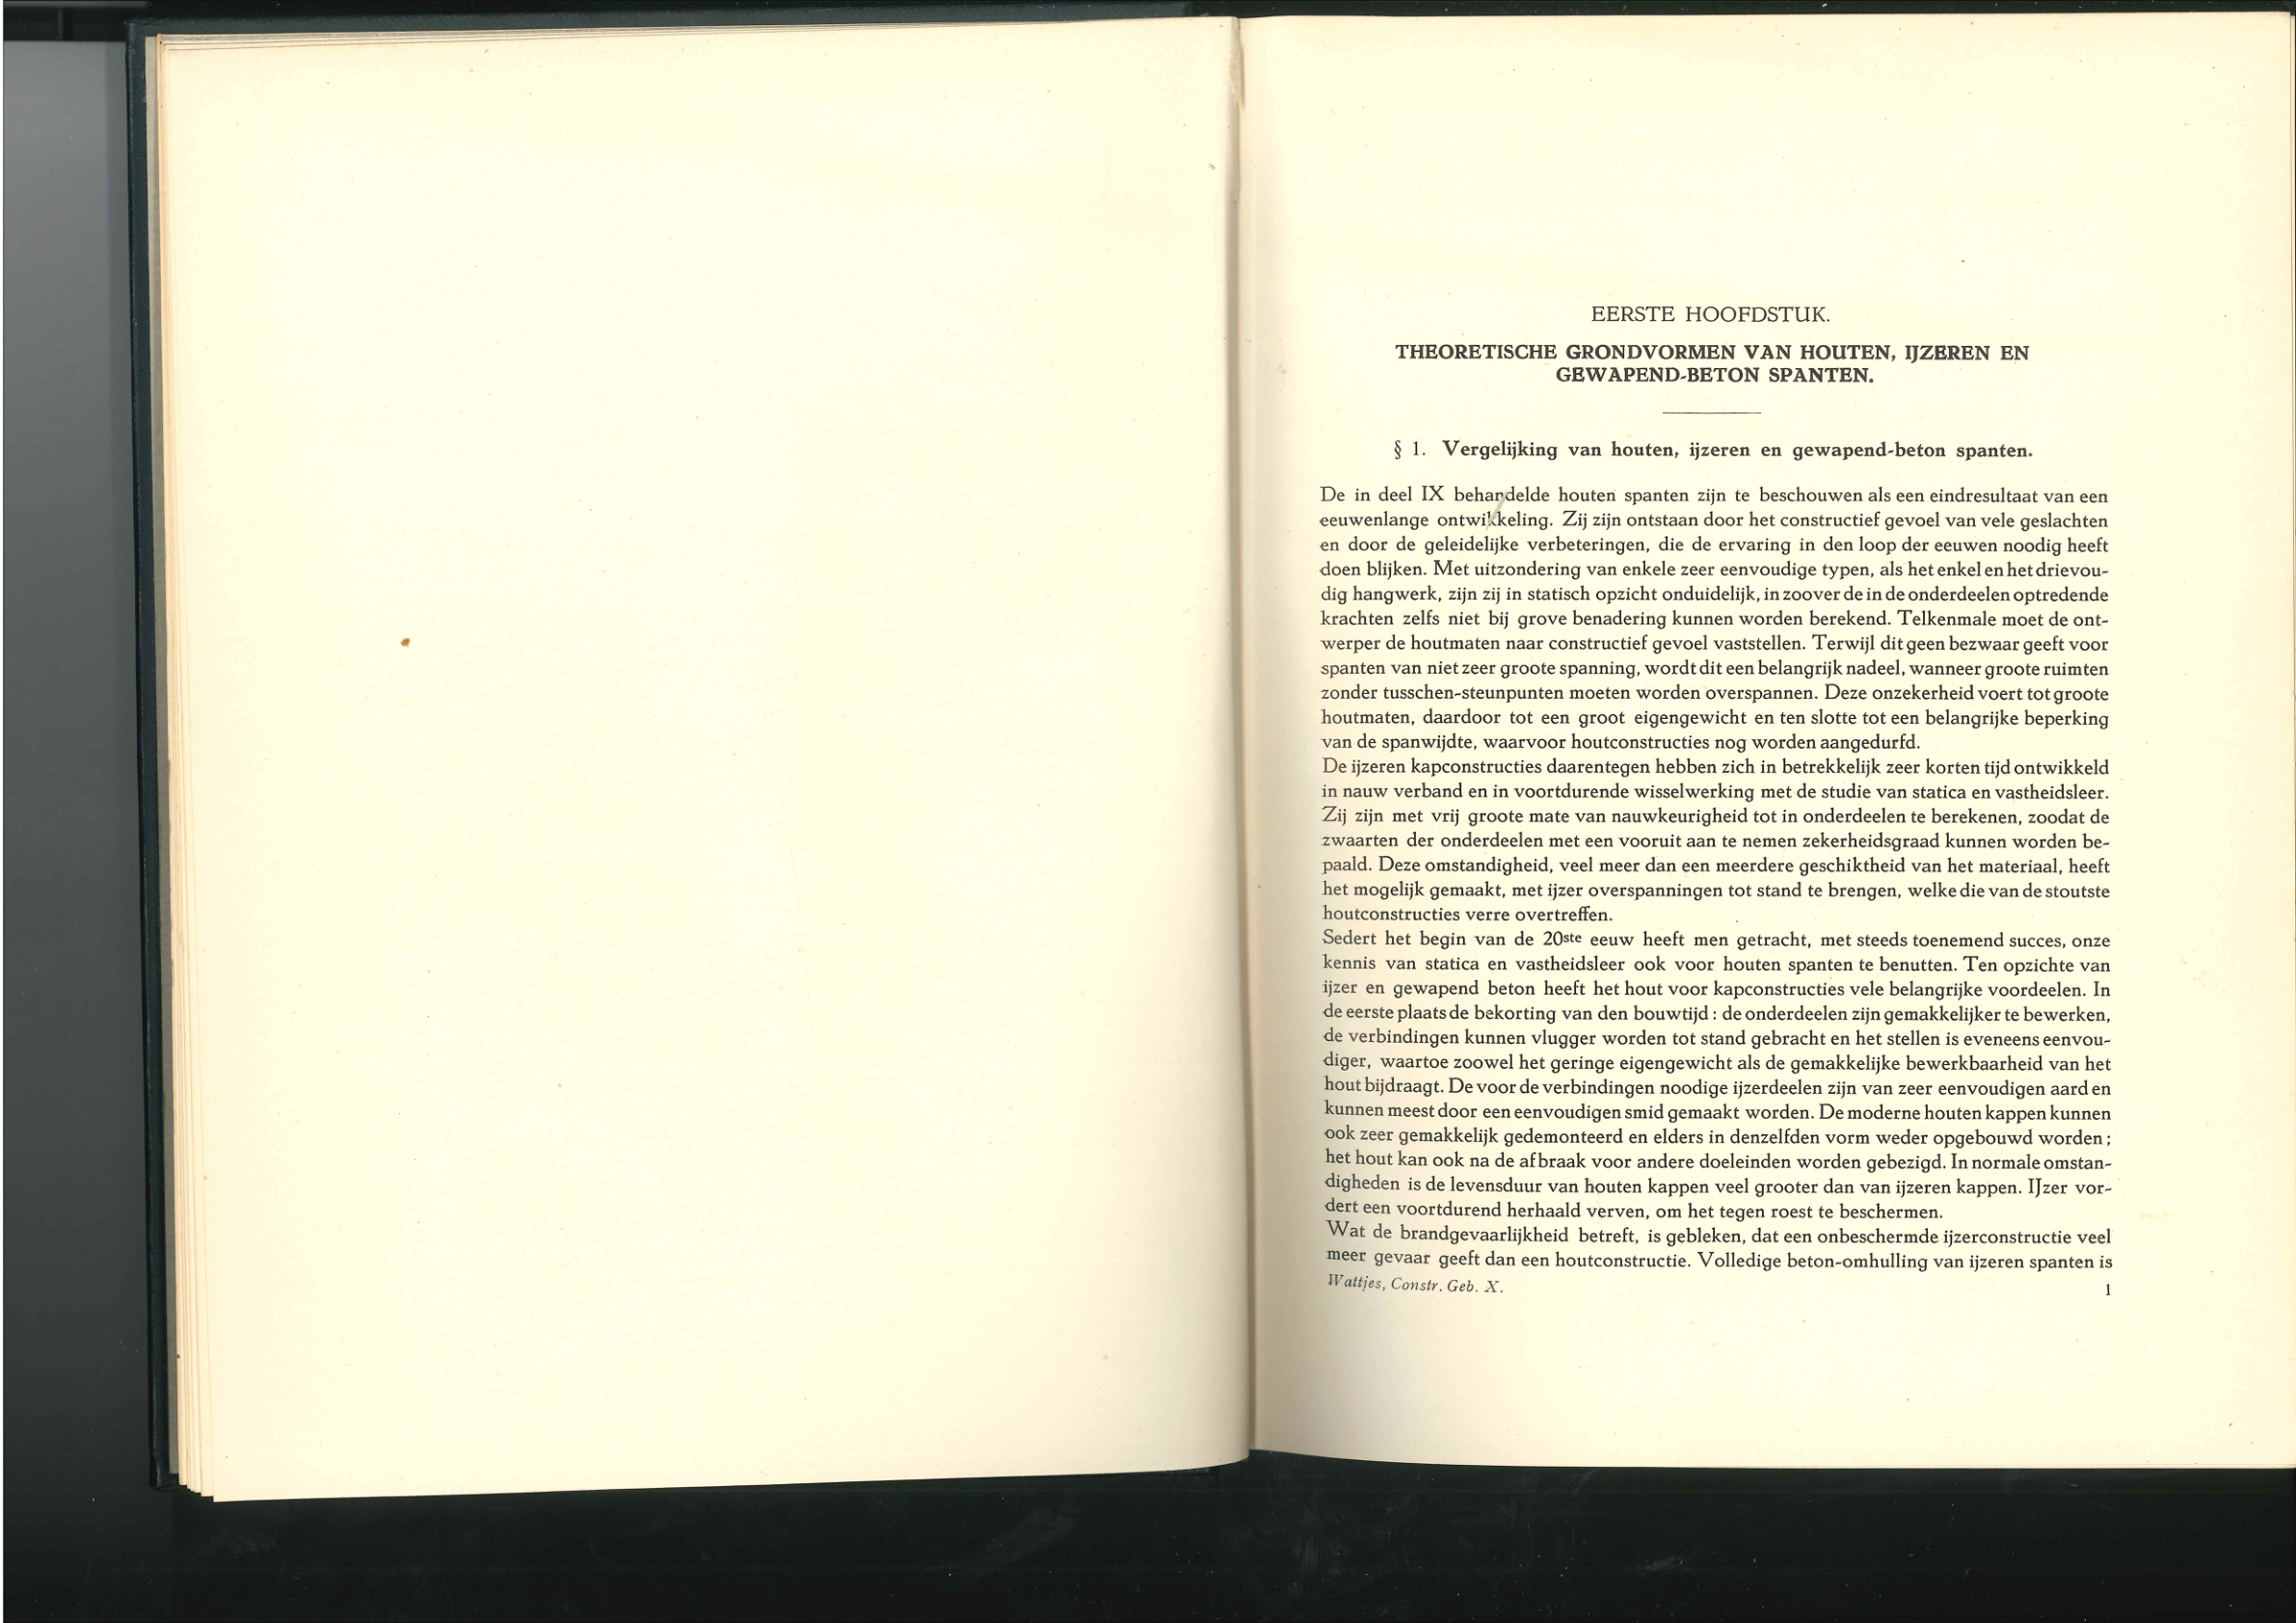 EERSTE HOOFDSTUK.
THEORETISCHE GRONDVORMEN VAN HOUTEN, IJZEREN EN
GEWAPEND-BETON SPANTEN.
§ 1. Vergelijking van houten, ijzeren en gewapend-beton spanten.
De in deel IX behandelde houten spanten zijn te beschouwen als een eindresultaat van een
eeuwenlange ontwikkeling. Zij zijn ontstaan door het constructief gevoel van vele geslachten
en door de geleidelijke verbeteringen, die de ervaring in den loop der eeuwen noodig heeft
doen blijken. Met uitzondering van enkele zeer eenvoudige typen, als het enkel en het drievou-
dig hangwerk, zijn zij in statisch opzicht onduidelijk, in zoover de in de onderdeelen optredende
krachten zelfs niet bij grove benadering kunnen worden berekend. Telkenmale moet de ont-
werper de houtmaten naar constructief gevoel vaststellen. Terwijl dit geen bezwaar geeft voor
spanten van niet zeer groote spanning, wordt dit een belangrijk nadeel, wanneer groote ruimten
zonder tusschen-steunpunten moeten worden overspannen. Deze onzekerheid voert tot groote
houtmaten, daardoor tot een groot eigengewicht en ten slotte tot een belangrijke beperking
van de spanwijdte, waarvoor houtconstructies nog worden aangedurfd.
De ijzeren kapconstructies daarentegen hebben zich in betrekkelijk zeer korten tijd ontwikkeld
in nauw verband en in voortdurende wisselwerking met de studie van statica en vastheidsleer.
Zij zijn met vrij groote mate van nauwkeurigheid tot in onderdeelen te berekenen, zoodat de
zwaarten der onderdeelen met een vooruit aan te nemen zekerheidsgraad kunnen worden be-
paald. Deze omstandigheid, veel meer dan een meerdere geschiktheid van het materiaal, heeft
het mogelijk gemaakt, met ijzer overspanningen tot stand te brengen, welke die van de stoutste
houtconstructies verre overtreffen.
Sedert het begin van de 20ste eeuw heeft men getracht, met steeds toenemend succes, onze
kennis van statica en vastheidsleer ook voor houten spanten te benutten. Ten opzichte van
ijzer en gewapend beton heeft het hout voor kapconstructies vele belangrijke voordeelen. In
de eerste plaats de bekorting van den bouwtijd : de onderdeelen zijn gemakkelijker te bewerken,
de verbindingen kunnen vlugger worden tot stand gebracht en het stellen is eveneens eenvou-
diger, waartoe zoowel het geringe eigengewicht als de gemakkelijke bewerkbaarheid van het
hout bijdraagt. De voor de verbindingen noodige ijzerdeelen zijn van zeer eenvoudigen aard en
kunnen meest door een eenvoudigen smid gemaakt worden. De moderne houten kappen kunnen
ook zeer gemakkelijk gedemonteerd en elders in denzelfden vorm weder opgebouwd worden ;
het hout kan ook na de afbraak voor andere doeleinden worden gebezigd. In normale omstan-
digheden is de levensduur van houten kappen veel grooter dan van ijzeren kappen. IJzer vor-
dert een voortdurend herhaald verven, om het tegen roest te beschermen.
Wat de brandgevaarlijkheid betreft, is gebleken, dat een onbeschermde ijzerconstructie veel
meer gevaar geeft dan een houtconstructie. Volledige beton-omhulling van ijzeren spanten is
Wattjes, Constr. Geb. X.
1